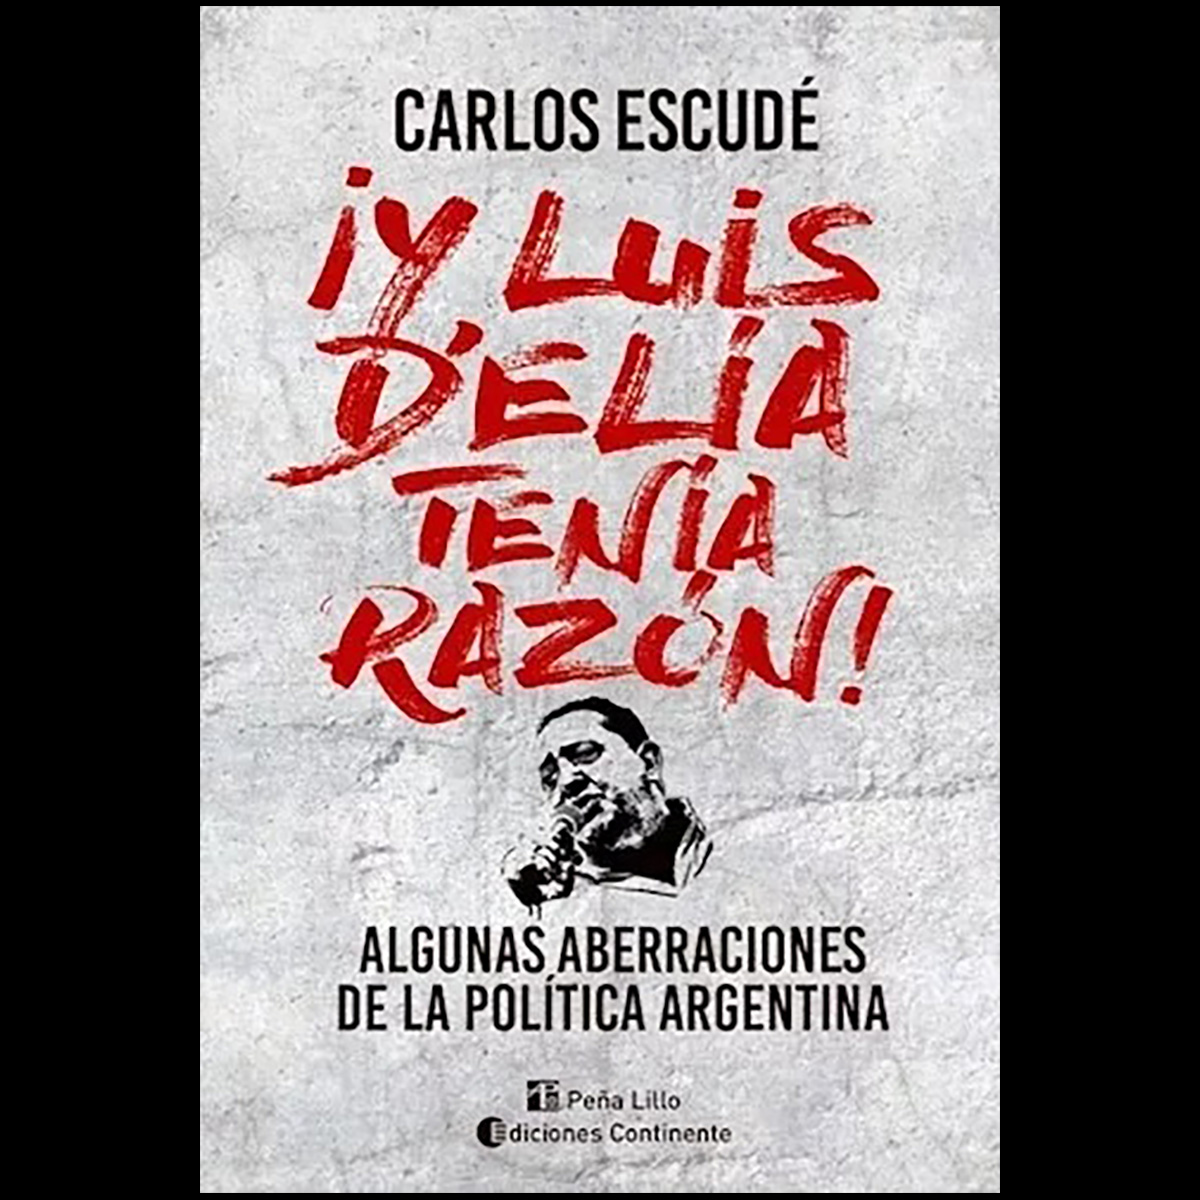 CARLOS ESCUDÉ
¡Y LUIS
D'ELÍA
TENÍA
RAZÓN!
ALGUNAS ABERRACIONES
DE LA POLÍTICA ARGENTINA
Peña Lillo
Ediciones Continente